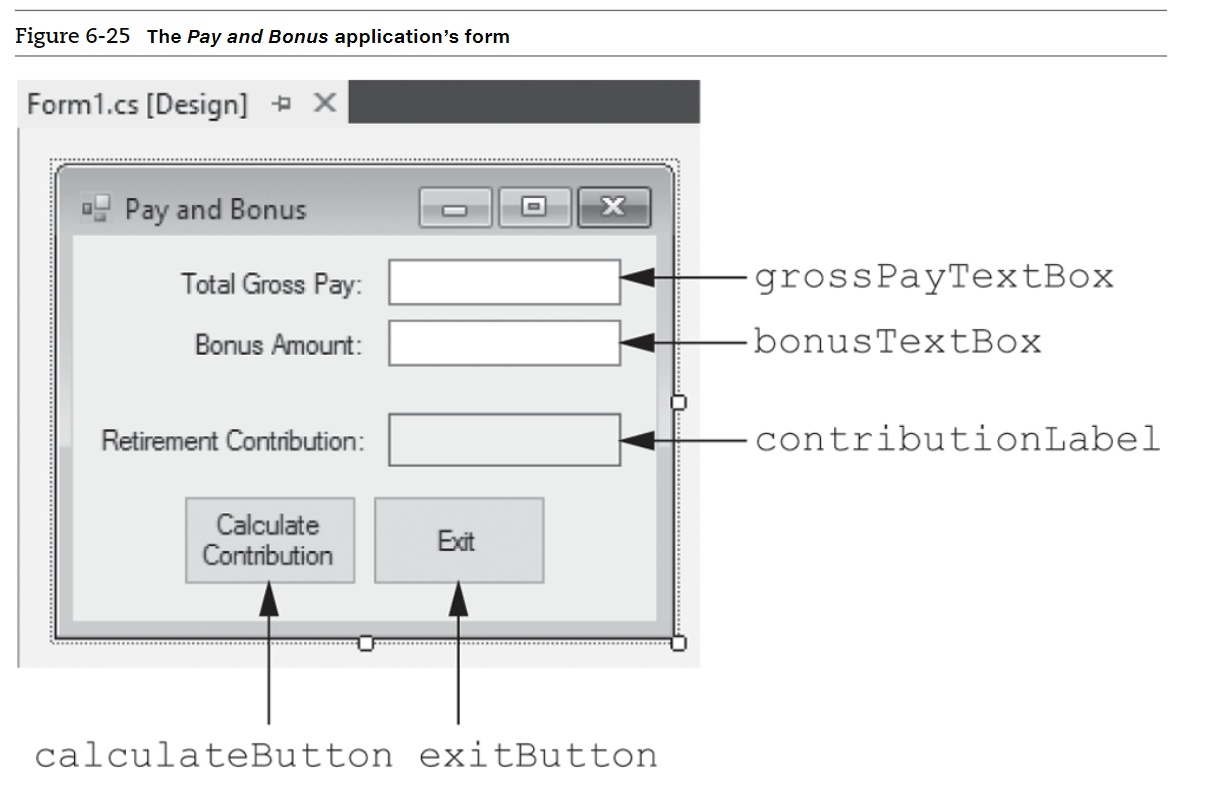 Figure 6-25 The Pay and Bonus application's form
Form1.cs [Design]
Pay and Bonus
Total Gross Pay:
grossPayTextBox
Bonus Amount:
bonusTextBox
Retirement Contribution:
contributionLabel
Calculate
Contribution
Exit
calculateButton exitButton